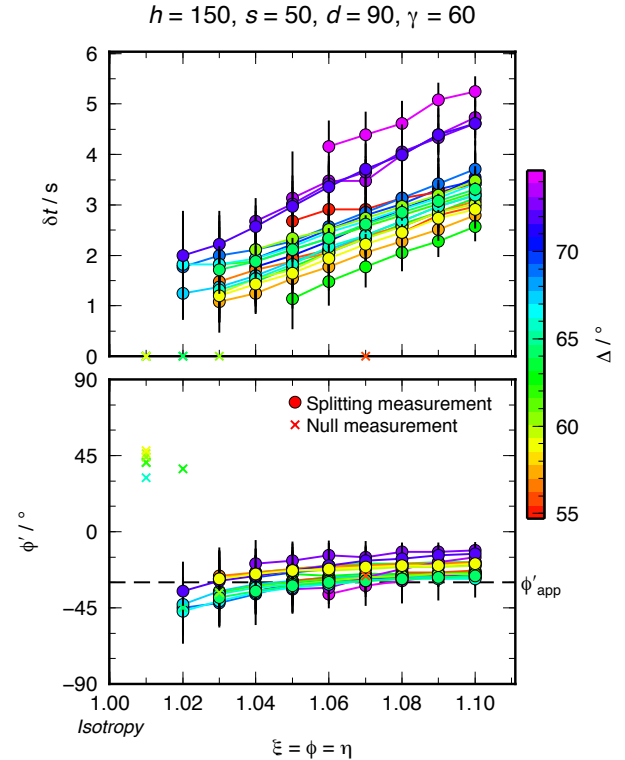 h = 150, s = 50, d = 90, γ = 60
6
5
4
3
2
1
0
δt / s
90
45
0
−45
−90
ϕ′ / °
Splitting measurement
Null measurement
ϕ′app
1.00
1.02
1.04
1.06
1.08
1.10
Isotropy
ξ = ϕ = η
70
65
60
55
Δ / °